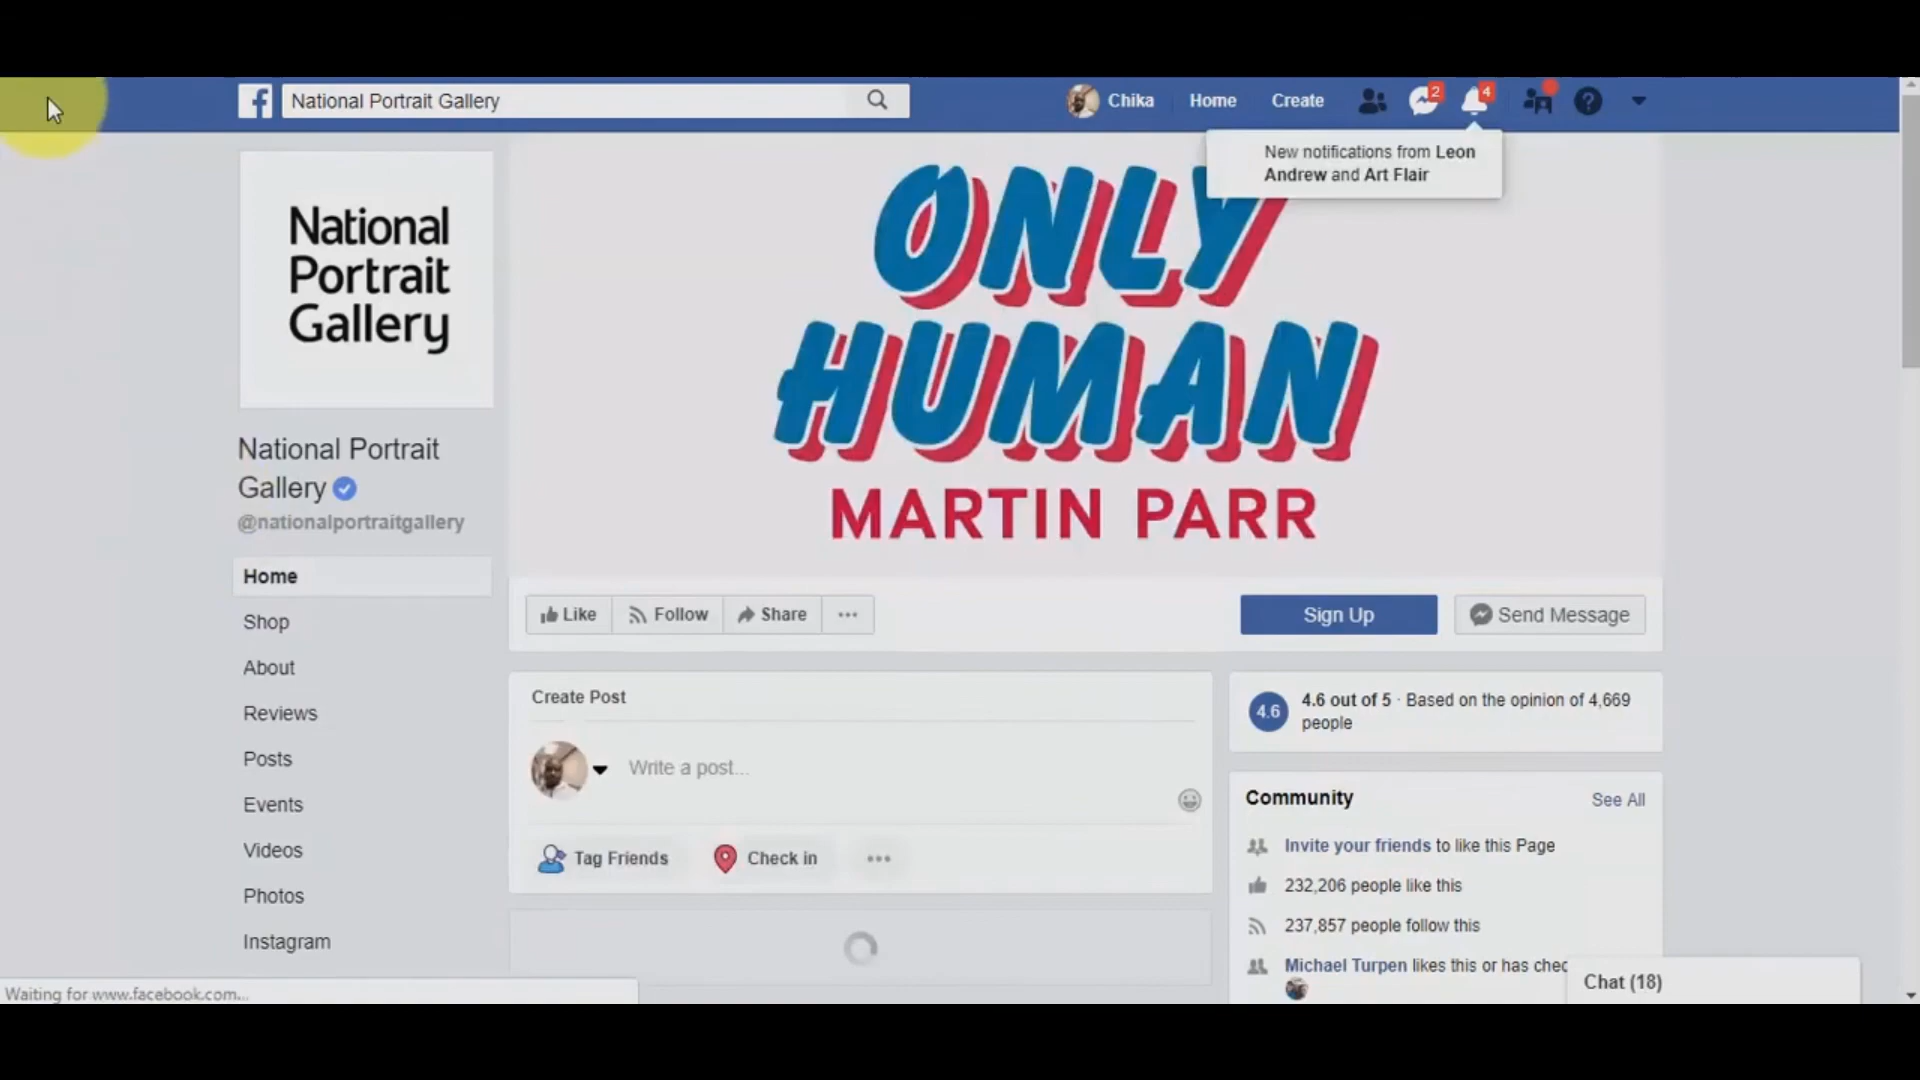 National Portrait Gallery
Chika
Home
Create
2
4
New notifications from Leon
Andrew and Art Flair
National
Portrait
Gallery
ONLY
HUMAN
MARTIN PARR
National Portrait
Gallery
@nationalportraitgallery
Home
Shop
About
Reviews
Posts
Events
Videos
Photos
Instagram
Like
Follow
Share
Sign Up
Send Message
Create Post
Write a post...
Tag Friends
Check in
4.6
4.6 out of 5 · Based on the opinion of 4,669
people
Community
See All
Invite your friends to like this Page
232,206 people like this
237,857 people follow this
Michael Turpen likes this or has
Chat (18)
Waiting for www.facebook.com...